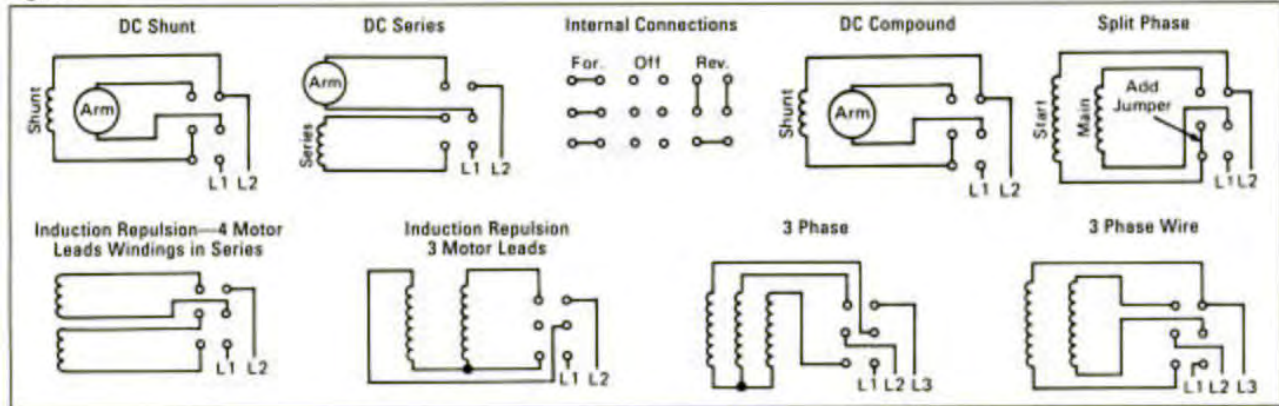 DC Shunt
Shunt
Arm
L1 L2
DC Series
Arm
Series
L1 L2
Internal Connections
For. Off Rev.
DC Compound
Shunt
Arm
L1 L2
Split Phase
Start
Main
Add
Jumper
L1 L2
Induction Repulsion—4 Motor
Leads Windings in Series
L1 L2
Induction Repulsion
3 Motor Leads
L1 L2
3 Phase
L1 L2 L3
3 Phase Wire
L1 L2 L3